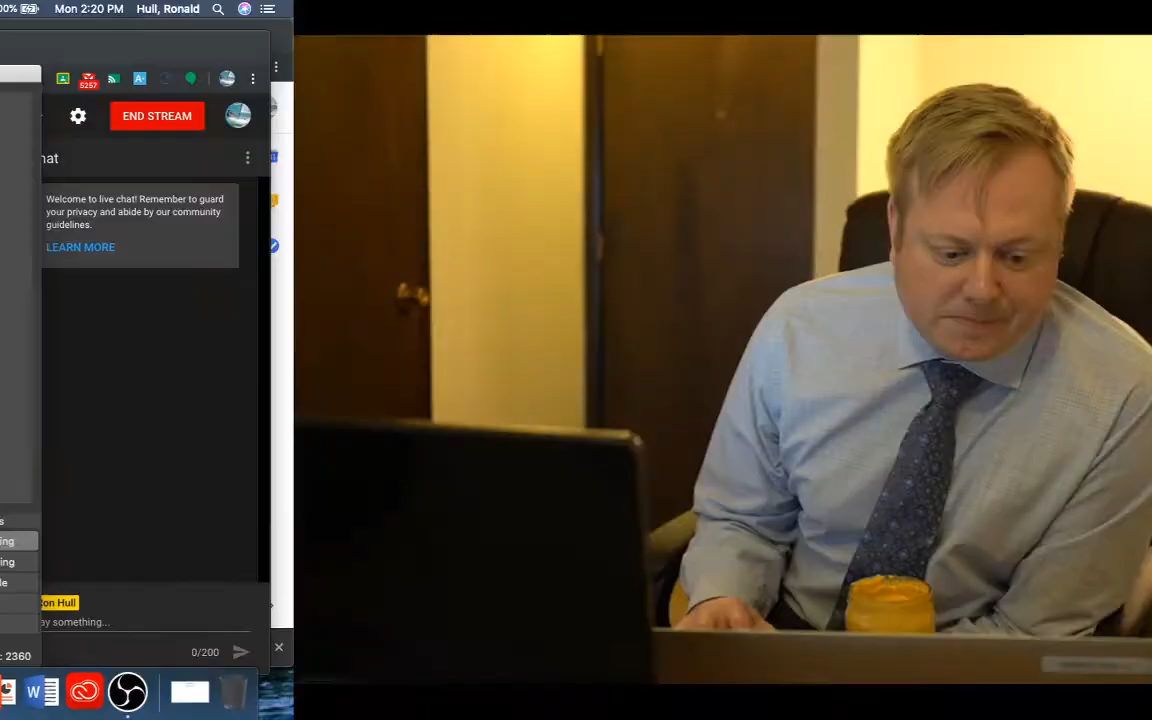 00%
Mon 2:20 PM Hull, Ronald
5257
A
END STREAM
hat
Welcome to live chat! Remember to guard
your privacy and abide by our community
guidelines.
LEARN MORE
s
ing
ing
le
on Hull
ay something...
0/200
: 2360
W